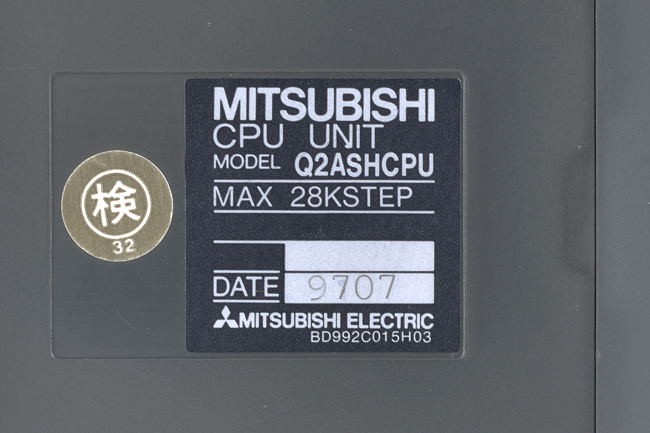 MITSUBISHI
CPU UNIT
MODEL Q2ASHCPU
MAX 28KSTEP
DATE 9707
MITSUBISHI ELECTRIC
BD992C015H03
検
32